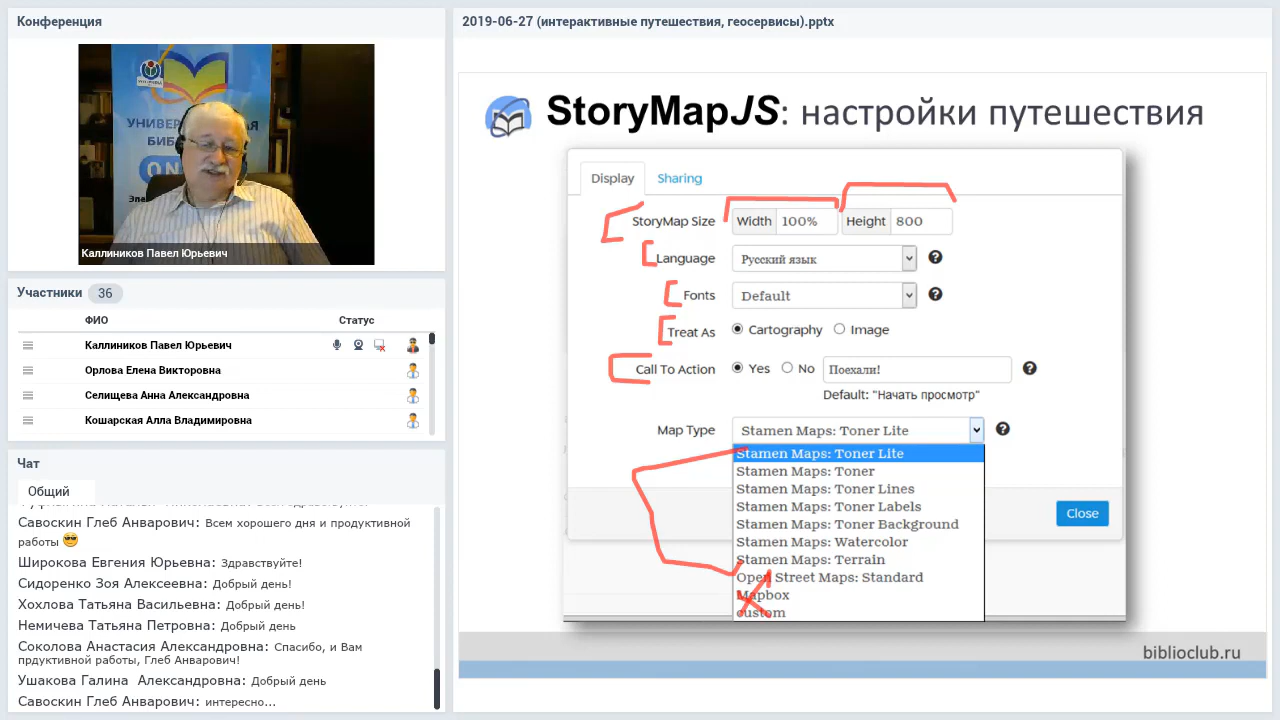 Конференция
УНИВЕ
АЯ
БИБ
ON
Каллиников Павел Юрьевич
Участники 36
ФИО Статус
Каллиников Павел Юрьевич
Орлова Елена Викторовна
Селищева Анна Александровна
Кошарская Алла Владимировна
Чат
Общий
Савоскин Глеб Анварович: Всем хорошего дня и продуктивной
работы
Широкова Евгения Юрьевна: Здравствуйте!
Сидоренко Зоя Алексеевна: Добрый день!
Хохлова Татьяна Васильевна: Добрый день!
Немичева Татьяна Петровна: Добрый день
Соколова Анастасия Александровна: Спасибо, и Вам
прдуктивной работы, Глеб Анварович!
Ушакова Галина Александровна: Добрый день
Савоскин Глеб Анварович: интересно...
2019-06-27 (интерактивные путешествия, геосервисы).pptx
StoryMapJS: настройки путешествия
Display Sharing
StoryMap Size Width 100% Height 800
Language Русский язык
Fonts Default
Treat As Cartography Image
Call To Action Yes No Поехали!
Default: "Начать просмотр"
Map Type Stamen Maps: Toner Lite
Stamen Maps: Toner Lite
Stamen Maps: Toner
Stamen Maps: Toner Lines
Stamen Maps: Toner Labels
Stamen Maps: Toner Background
Stamen Maps: Watercolor
Stamen Maps: Terrain
Open Street Maps: Standard
Mapbox
custom
Close
biblioclub.ru